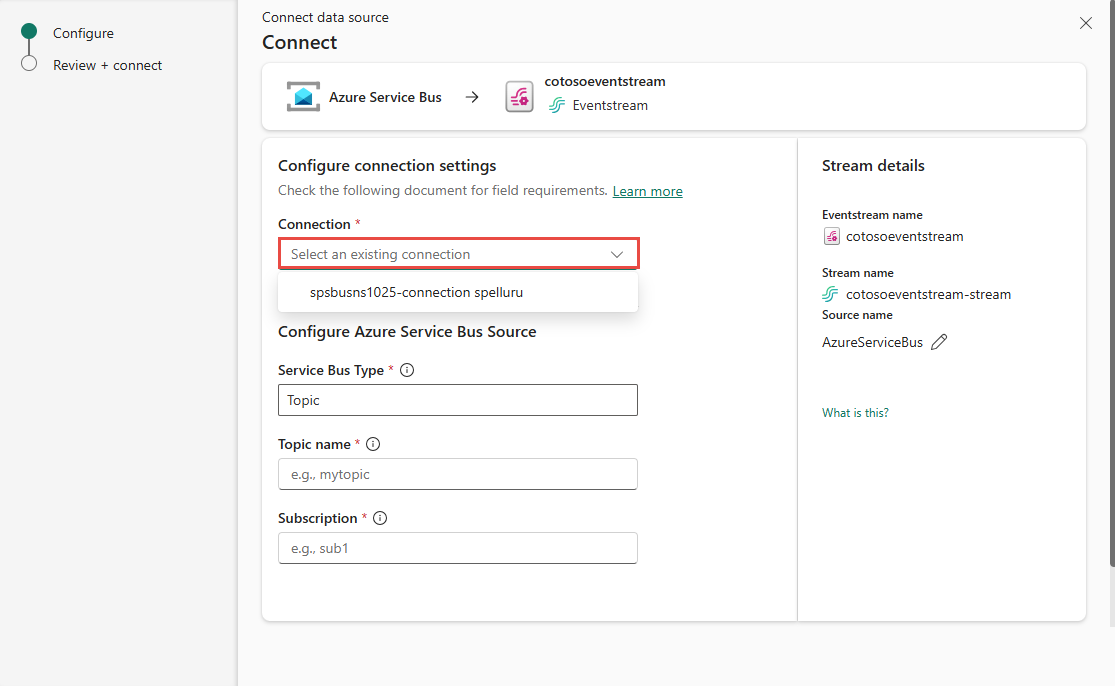 Configure
Review + connect
Connect data source
Connect
Azure Service Bus
cotosoeventstream
Eventstream
Configure connection settings
Check the following document for field requirements. Learn more
Connection *
Select an existing connection
spsbusns1025-connection spelluru
Configure Azure Service Bus Source
Service Bus Type *
Topic
Topic name *
e.g., mytopic
Subscription *
e.g., sub1
Stream details
Eventstream name
cotosoeventstream
Stream name
cotosoeventstream-stream
Source name
AzureServiceBus
What is this?